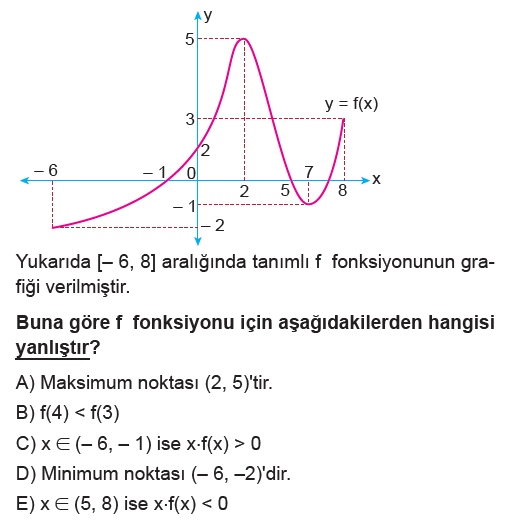 y
5
3
y = f(x)
2
– 6
– 1
0
7
x
2
5
8
– 1
– 2
Yukarıda [– 6, 8] aralığında tanımlı f fonksiyonunun gra-
fiği verilmiştir.
Buna göre f fonksiyonu için aşağıdakilerden hangisi
yanlıştır?
A) Maksimum noktası (2, 5)'tir.
B) f(4) < f(3)
C) x ∈ (– 6, – 1) ise x·f(x) > 0
D) Minimum noktası (– 6, –2)'dir.
E) x ∈ (5, 8) ise x·f(x) < 0